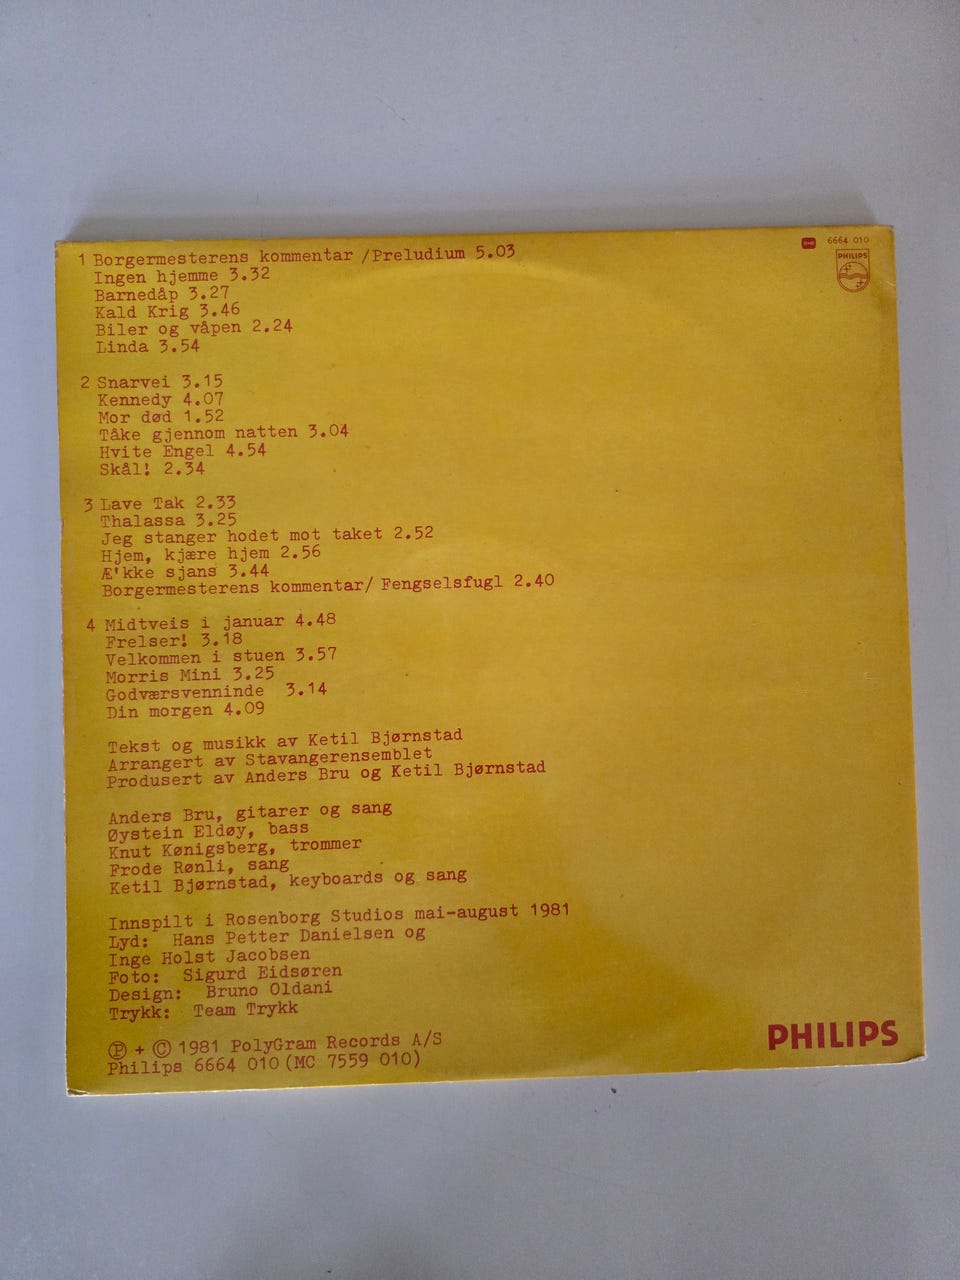 6664 010
PHILIPS
1 Borgermesterens kommentar /Preludium 5.03
Ingen hjemme 3.32
Barnedåp 3.27
Kald Krig 3.46
Biler og våpen 2.24
Linda 3.54
2 Snarvei 3.15
Kennedy 4.07
Mor død 1.52
Tåke gjennom natten 3.04
Hvite Engel 4.54
Skål! 2.34
3 Lave Tak 2.33
Thalassa 3.25
Jeg stanger hodet mot taket 2.52
Hjem, kjære hjem 2.56
Æ'kke sjans 3.44
Borgermesterens kommentar/ Fengselsfugl 2.40
4 Midtveis i januar 4.48
Frelser! 3.18
Velkommen i stuen 3.57
Morris Mini 3.25
Godværsvenninde 3.14
Din morgen 4.09
Tekst og musikk av Ketil Bjørnstad
Arrangert av Stavangerensemblet
Produsert av Anders Bru og Ketil Bjørnstad
Anders Bru, gitarer og sang
Øystein Eldøy, bass
Knut Kønigsberg, trommer
Frode Rønli, sang
Ketil Bjørnstad, keyboards og sang
Innspilt i Rosenborg Studios mai-august 1981
Lyd: Hans Petter Danielsen og
Inge Holst Jacobsen
Foto: Sigurd Eidsøren
Design: Bruno Oldani
Trykk: Team Trykk
Ⓟ + © 1981 PolyGram Records A/S
Philips 6664 010 (MC 7559 010)
PHILIPS